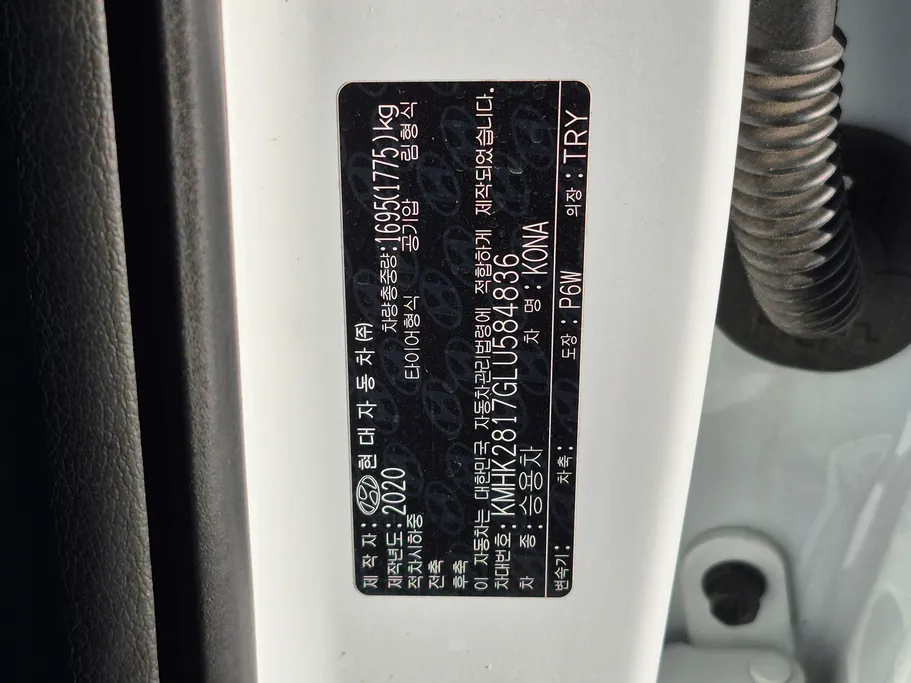 제 작 자 : 현 대 자 동 차 (주)
제작년도: 2020 차량총중량: 1695(1775)kg
적차시하중 타이어형식 공기압 림형식
전축
후축
이 자동차는 대한민국 자동차관리법령에 적합하게 제작되었습니다.
차대번호: KMHK2817GLU584836
차 종: 승용차 차 명: KONA
변속기: 차축: 도장: P6W 의장: TRY